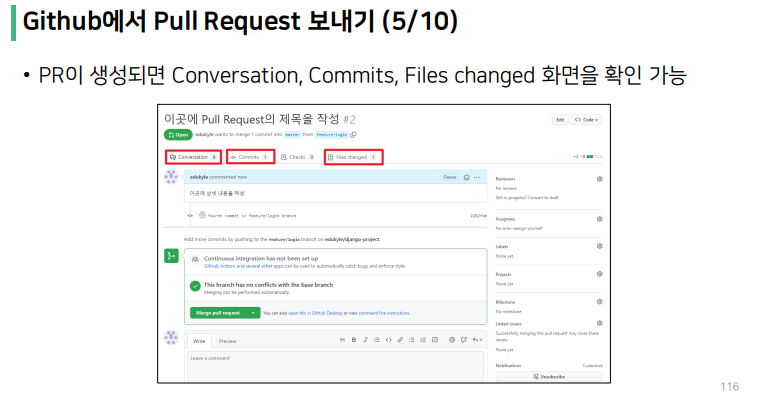 Github에서 Pull Request 보내기 (5/10)
• PR이 생성되면 Conversation, Commits, Files changed 화면을 확인 가능
이곳에 Pull Request의 제목을 작성 #2
Edit
<> Code
Open
edukyle wants to merge 1 commit into master from feature/login
Conversation 0
Commits 1
Checks 0
Files changed 1
+2 −0
edukyle commented now
Owner
이곳에 상세 내용을 작성
fourth commit in feature/login branch
Add more commits by pushing to the feature/login branch on edukyle/django-project.
Continuous integration has not been set up
GitHub Actions and several other apps can be used to automatically catch bugs and enforce style.
This branch has no conflicts with the base branch
Merging can be performed automatically.
Merge pull request
You can also open this in GitHub Desktop or view command line instructions.
Write
Preview
H B I
Leave a comment
Reviewers
No reviews
Still in progress? Convert to draft
Assignees
No one—assign yourself
Labels
None yet
Projects
None yet
Milestone
No milestone
Linked issues
Successfully merging this pull request may close these
issues.
None yet
Notifications
Customize
Unsubscribe
116